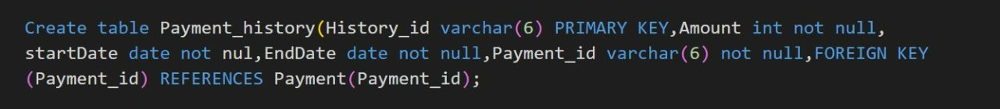 Create table Payment_history(History_id varchar(6) PRIMARY KEY,Amount int not null,
startDate date not nul,EndDate date not null,Payment_id varchar(6) not null,FOREIGN KEY
(Payment_id) REFERENCES Payment(Payment_id);